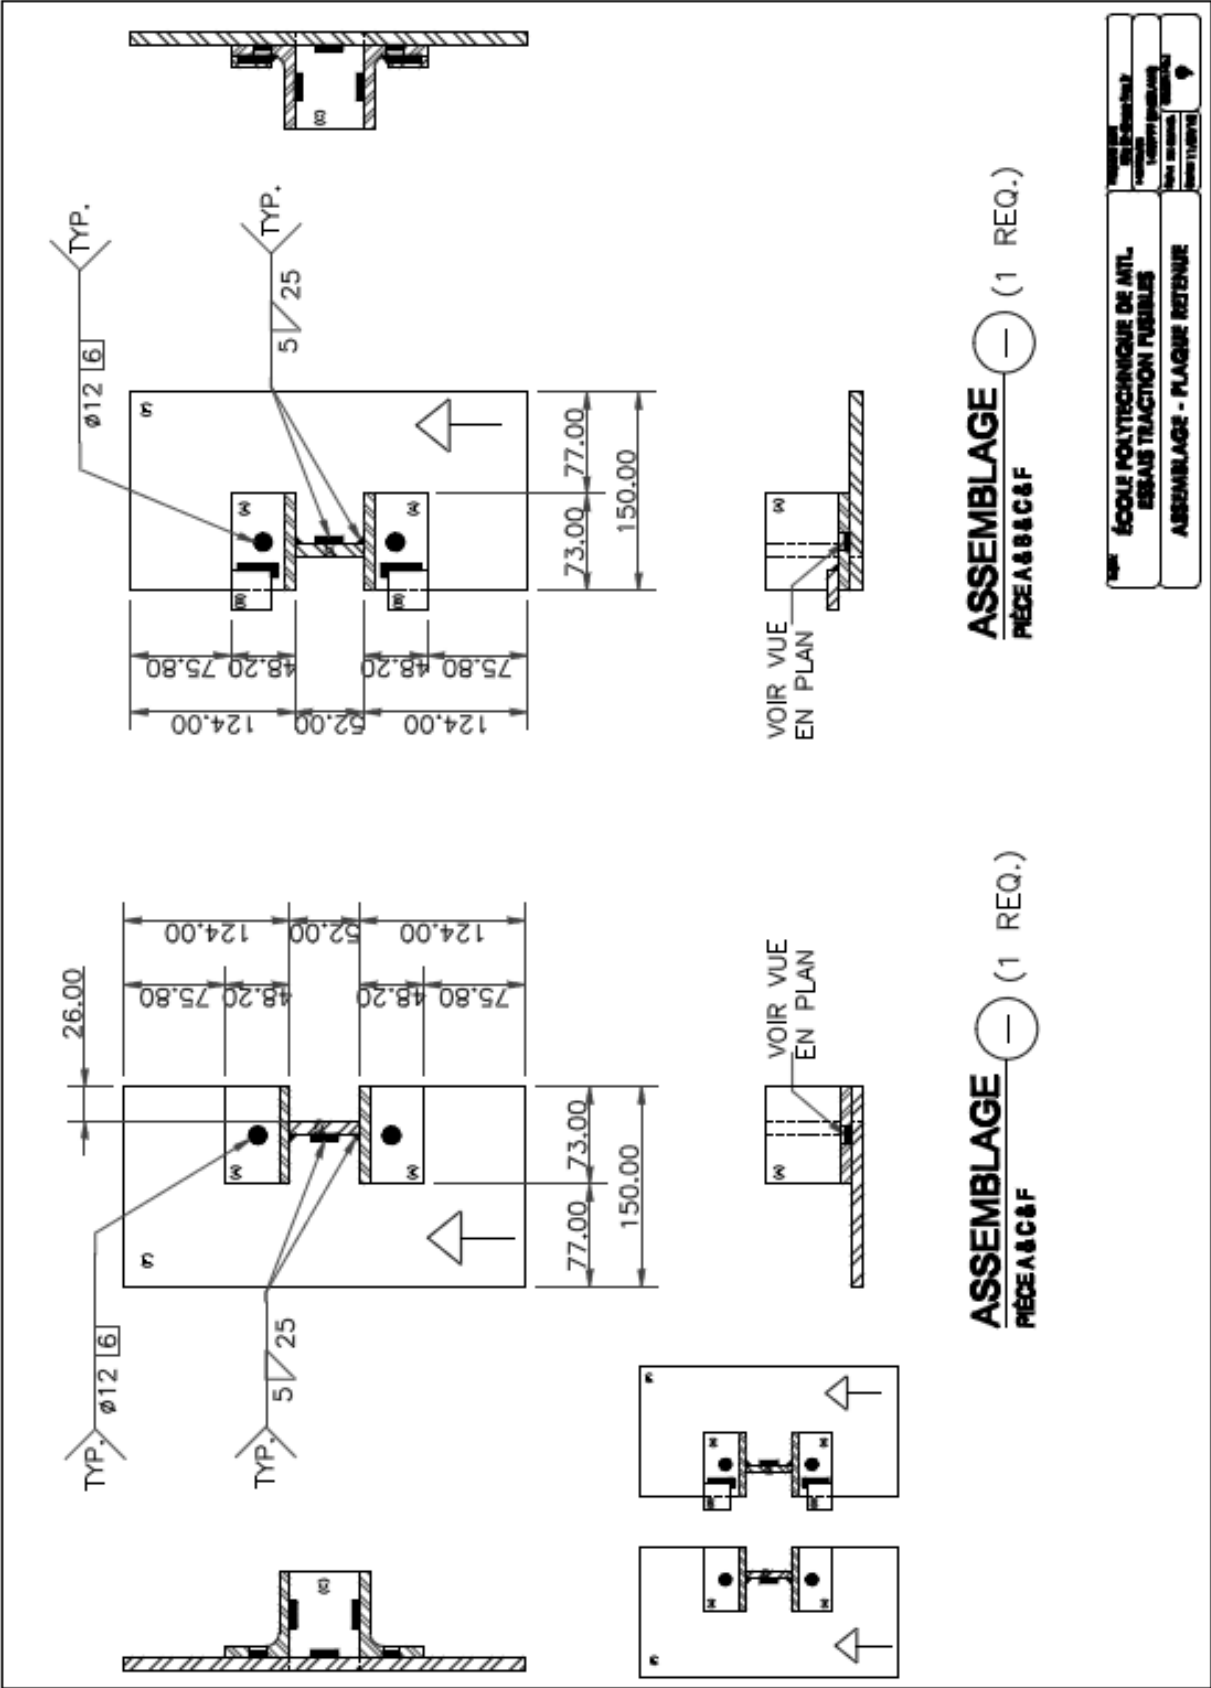 TYP.
ø12 6
TYP.
5 25
26.00
75.80
48.20
48.20
75.80
124.00
52.00
124.00
77.00
73.00
150.00
(A)
(A)
(C)
VOIR VUE
EN PLAN
(A)
ASSEMBLAGE — (1 REQ.)
PIÈCE A & C & F
ø12 6
TYP.
5 25
TYP.
75.80
48.20
48.20
75.80
124.00
52.00
124.00
73.00
77.00
150.00
(A)
(A)
(B)
(B)
(C)
VOIR VUE
EN PLAN
(A)
ASSEMBLAGE — (1 REQ.)
PIÈCE A & B & C & F
ÉCOLE POLYTECHNIQUE DE MTL.
ESSAIS TRACTION FUSIBLES
ASSEMBLAGE - PLAQUE RETENUE
9